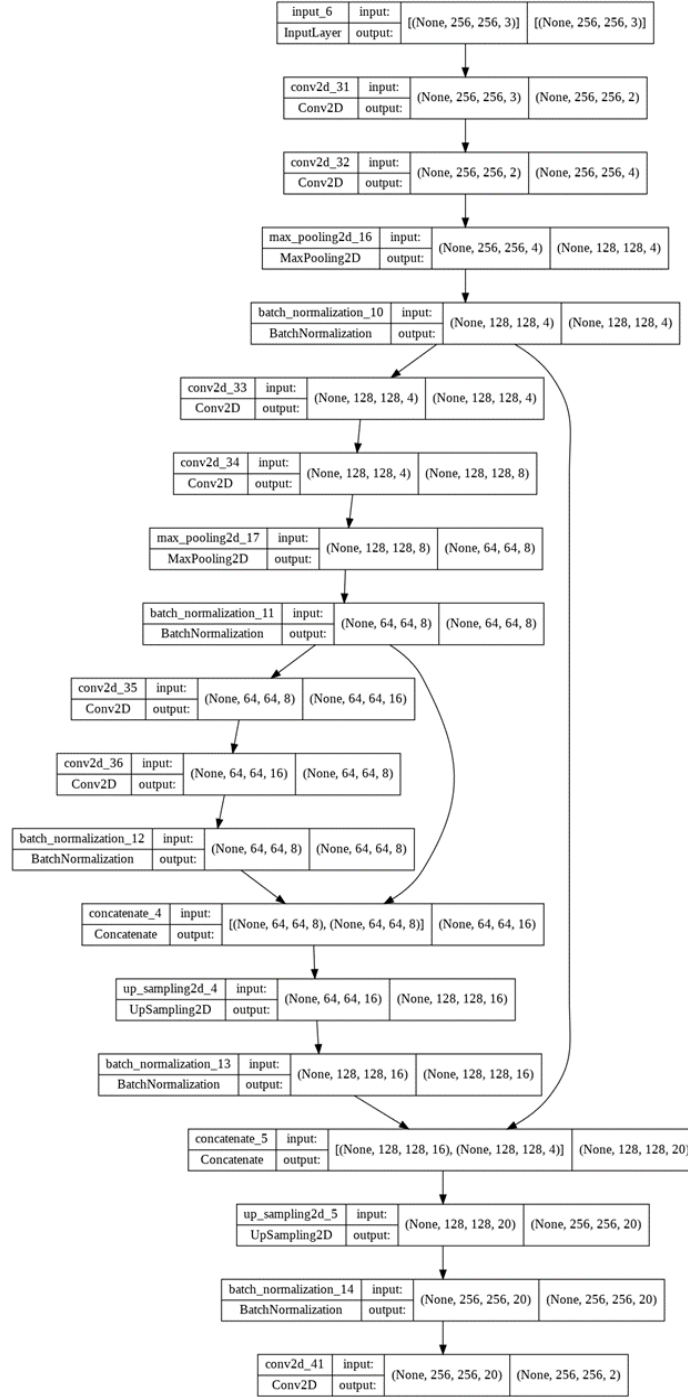 input_6 input: [(None, 256, 256, 3)] [(None, 256, 256, 3)]
InputLayer output:
conv2d_31 input: (None, 256, 256, 3) (None, 256, 256, 2)
Conv2D output:
conv2d_32 input: (None, 256, 256, 2) (None, 256, 256, 4)
Conv2D output:
max_pooling2d_16 input: (None, 256, 256, 4) (None, 128, 128, 4)
MaxPooling2D output:
batch_normalization_10 input: (None, 128, 128, 4) (None, 128, 128, 4)
BatchNormalization output:
conv2d_33 input: (None, 128, 128, 4) (None, 128, 128, 4)
Conv2D output:
conv2d_34 input: (None, 128, 128, 4) (None, 128, 128, 8)
Conv2D output:
max_pooling2d_17 input: (None, 128, 128, 8) (None, 64, 64, 8)
MaxPooling2D output:
batch_normalization_11 input: (None, 64, 64, 8) (None, 64, 64, 8)
BatchNormalization output:
conv2d_35 input: (None, 64, 64, 8) (None, 64, 64, 16)
Conv2D output:
conv2d_36 input: (None, 64, 64, 16) (None, 64, 64, 8)
Conv2D output:
batch_normalization_12 input: (None, 64, 64, 8) (None, 64, 64, 8)
BatchNormalization output:
concatenate_4 input: [(None, 64, 64, 8), (None, 64, 64, 8)] (None, 64, 64, 16)
Concatenate output:
up_sampling2d_4 input: (None, 64, 64, 16) (None, 128, 128, 16)
UpSampling2D output:
batch_normalization_13 input: (None, 128, 128, 16) (None, 128, 128, 16)
BatchNormalization output:
concatenate_5 input: [(None, 128, 128, 16), (None, 128, 128, 4)] (None, 128, 128, 20)
Concatenate output:
up_sampling2d_5 input: (None, 128, 128, 20) (None, 256, 256, 20)
UpSampling2D output:
batch_normalization_14 input: (None, 256, 256, 20) (None, 256, 256, 20)
BatchNormalization output:
conv2d_41 input: (None, 256, 256, 20) (None, 256, 256, 2)
Conv2D output: